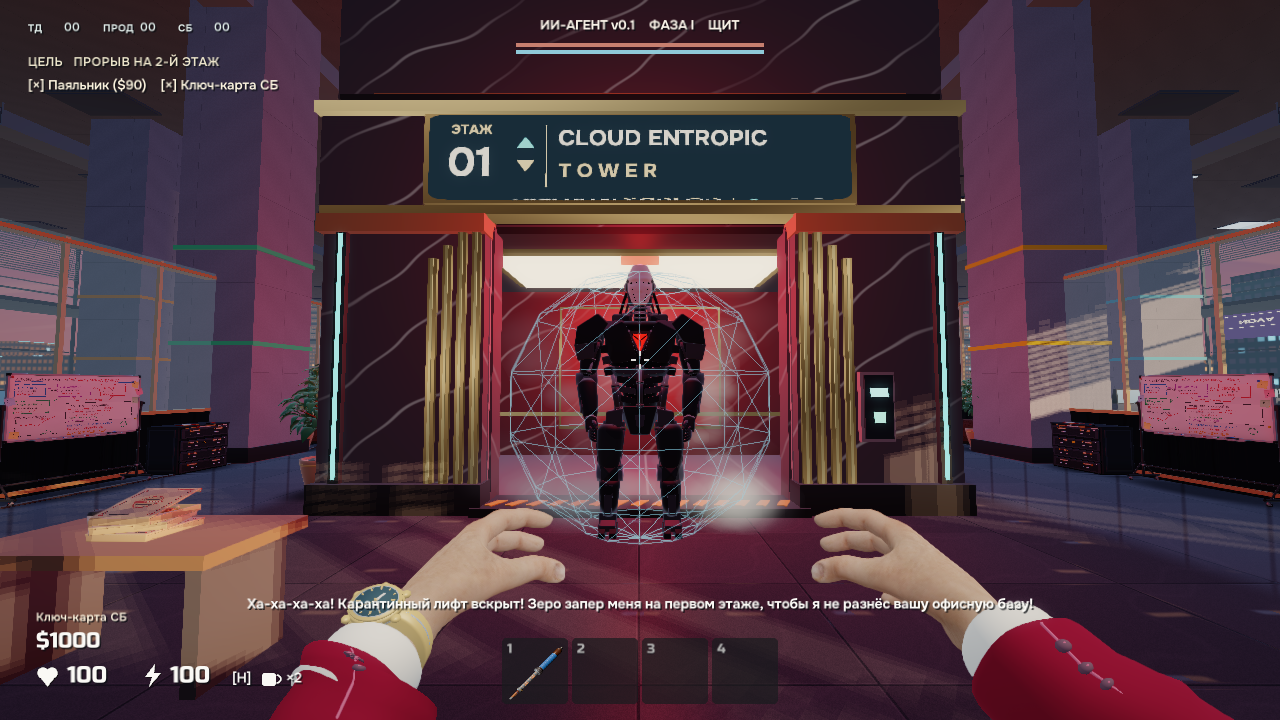 ТД 00 ПРОД 00 СБ 00
ИИ-АГЕНТ v0.1 ФАЗА I ЩИТ
ЦЕЛЬ ПРОРЫВ НА 2-Й ЭТАЖ
[×] Паяльник ($90) [×] Ключ-карта СБ
ЭТАЖ
01
CLOUD ENTROPIC
TOWER
Ха-ха-ха-ха! Карантинный лифт вскрыт! Зеро запер меня на первом этаже, чтобы я не разнёс вашу офисную базу!
Ключ-карта СБ
$1000
100 100 [H] ×2
1 2 3 4